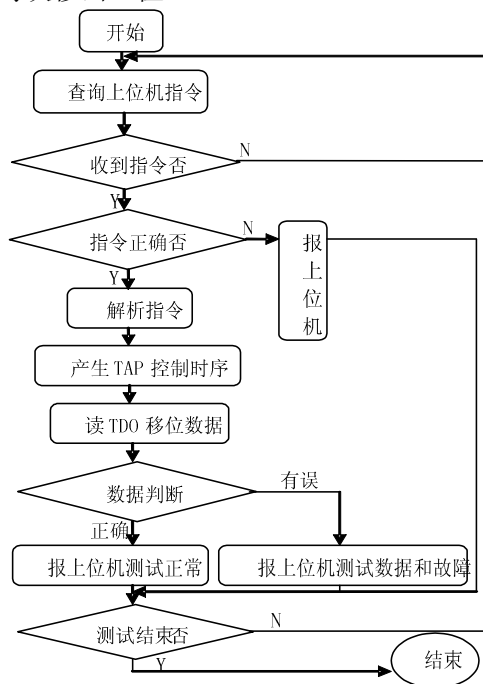 开始
查询上位机指令
收到指令否
N
Y
指令正确否
N
报上位机
Y
解析指令
产生 TAP 控制时序
读 TDO 移位数据
数据判断
有误
正确
报上位机测试正常
报上位机测试数据和故障
测试结束否
N
Y
结束